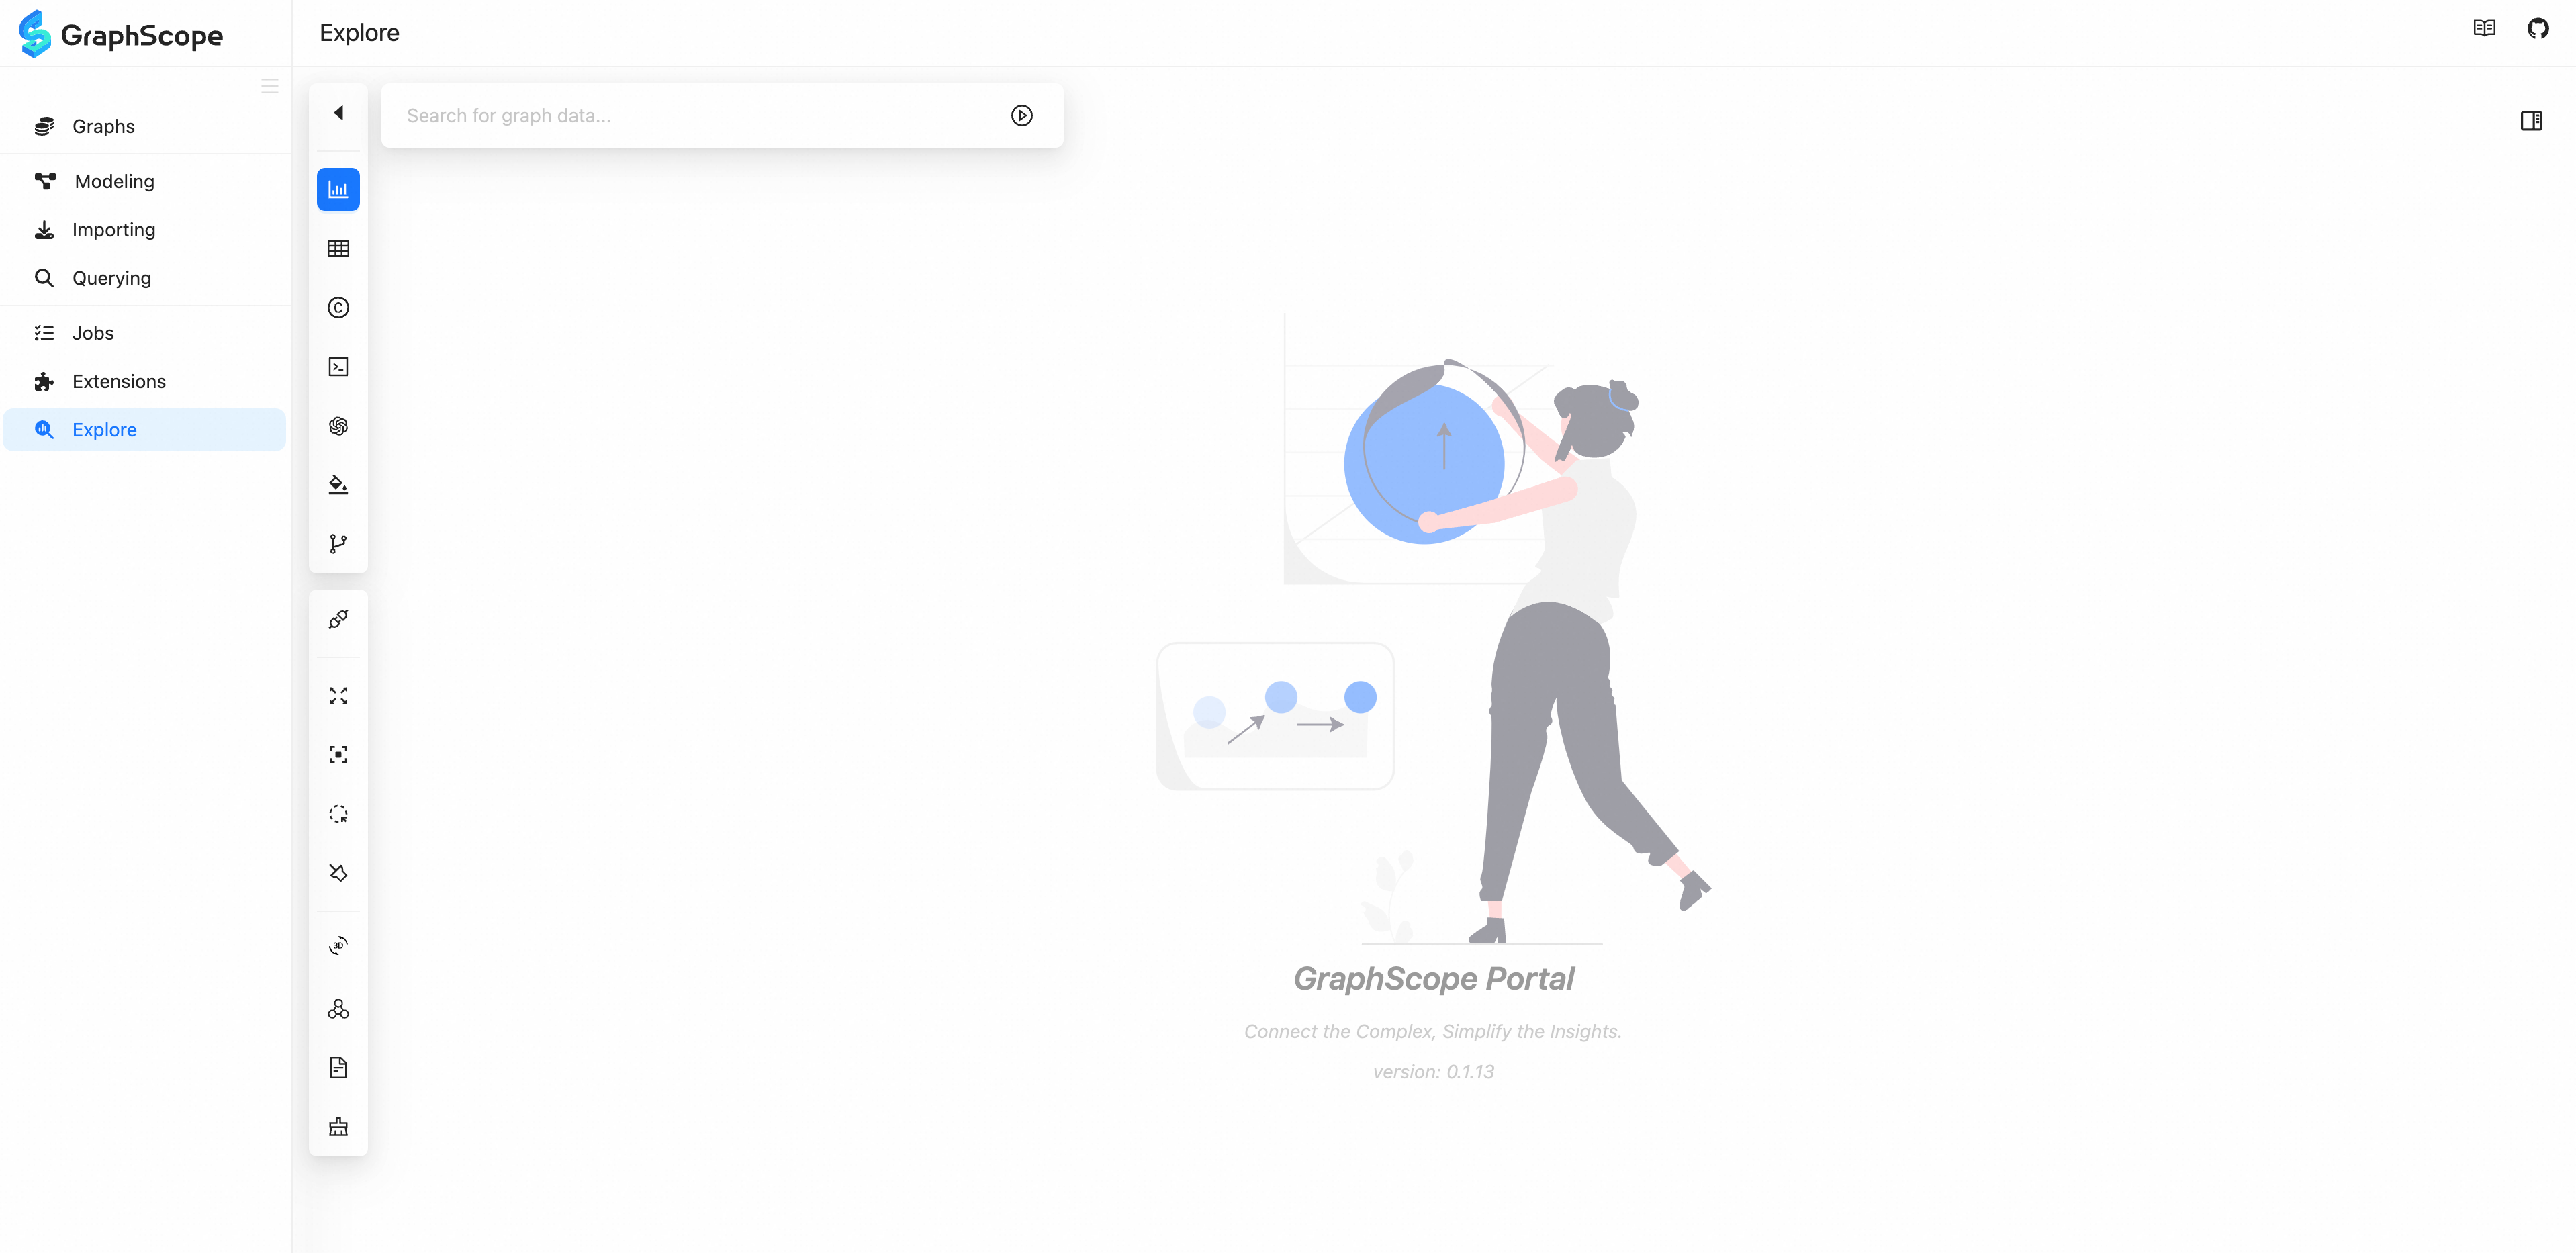 GraphScope
Explore
Graphs
Modeling
Importing
Querying
Jobs
Extensions
Explore
Search for graph data...
C
3D
GraphScope Portal
Connect the Complex, Simplify the Insights.
version: 0.1.13